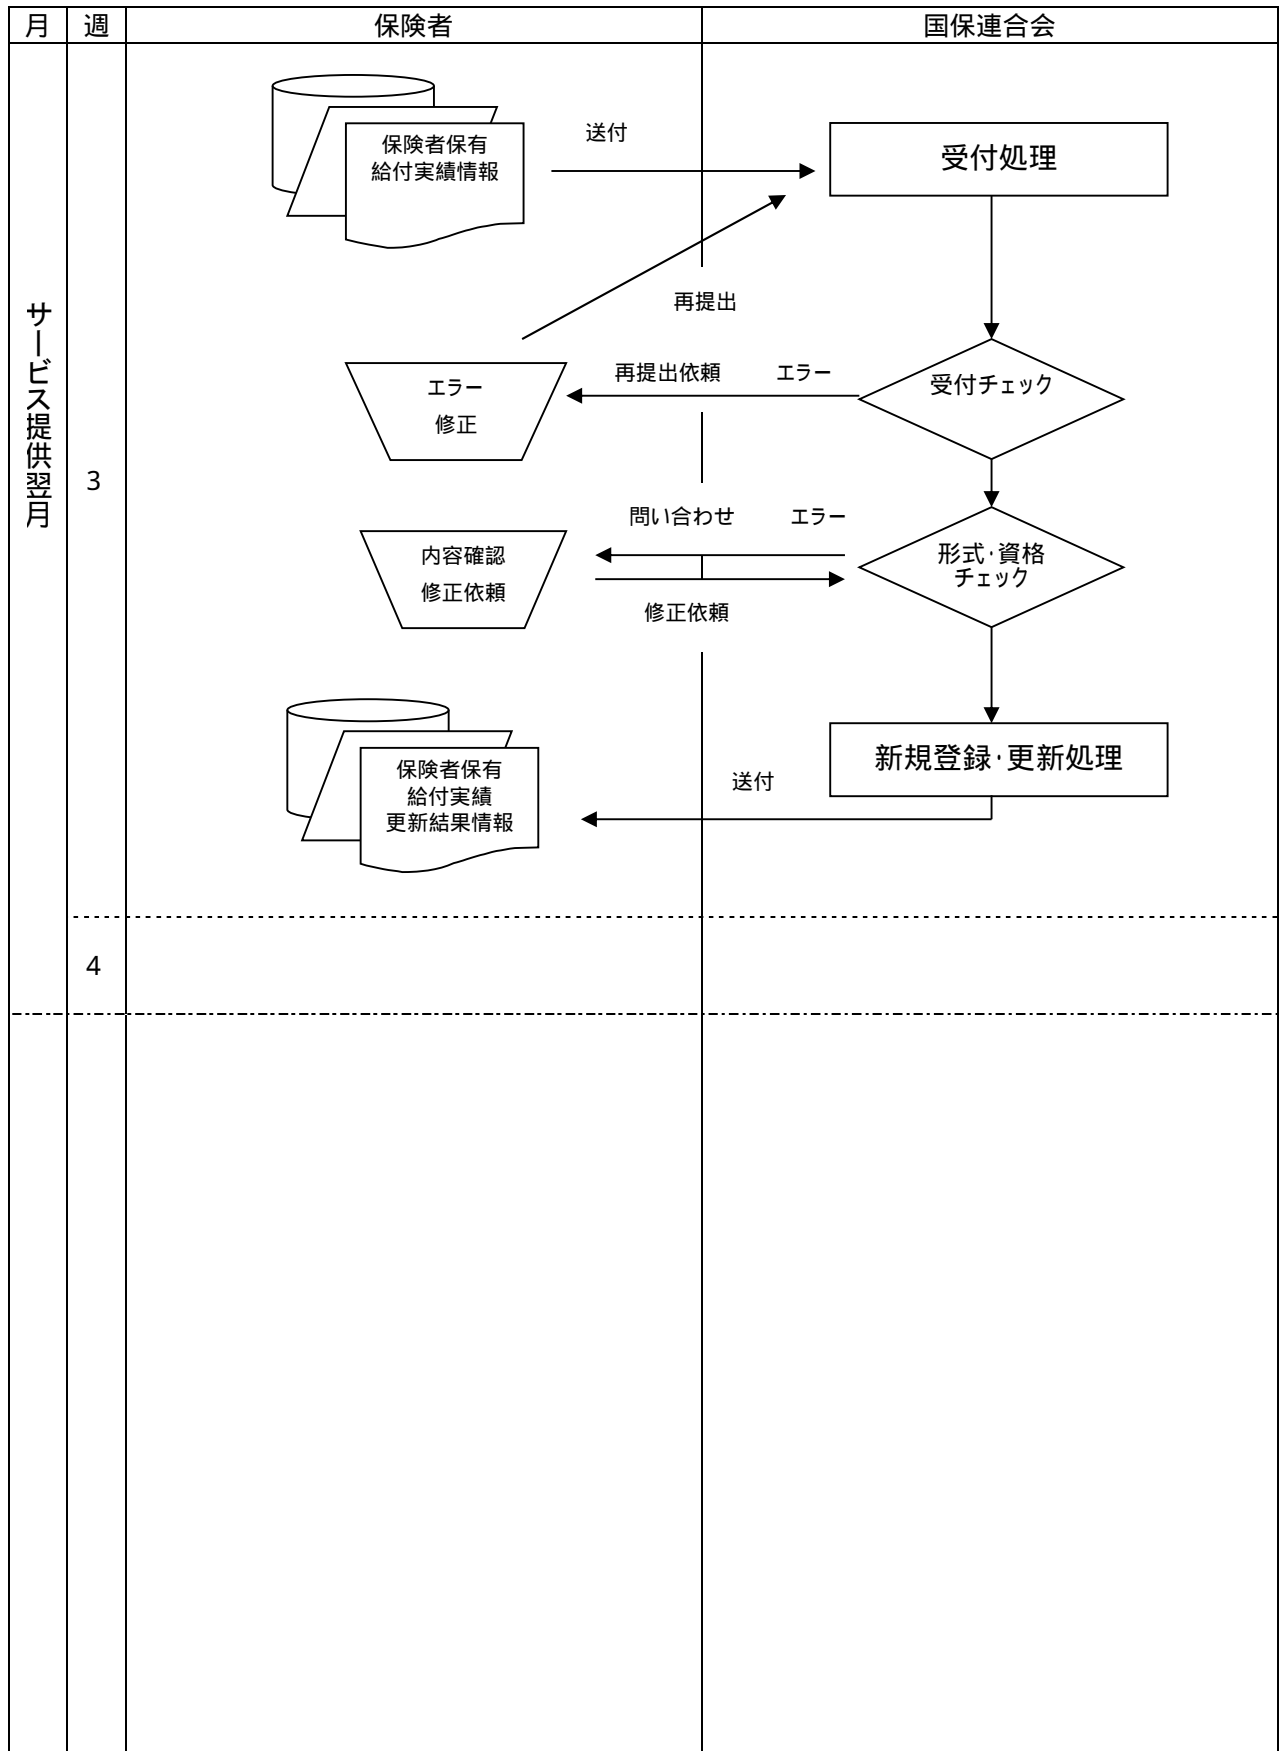 月
週
保険者
国保連合会
保険者保有
給付実績情報
送付
受付処理
再提出
サービス提供翌月
3
エラー
修正
再提出依頼
エラー
受付チェック
問い合わせ
エラー
内容確認
修正依頼
形式・資格
チェック
修正依頼
保険者保有
給付実績
更新結果情報
送付
新規登録・更新処理
4